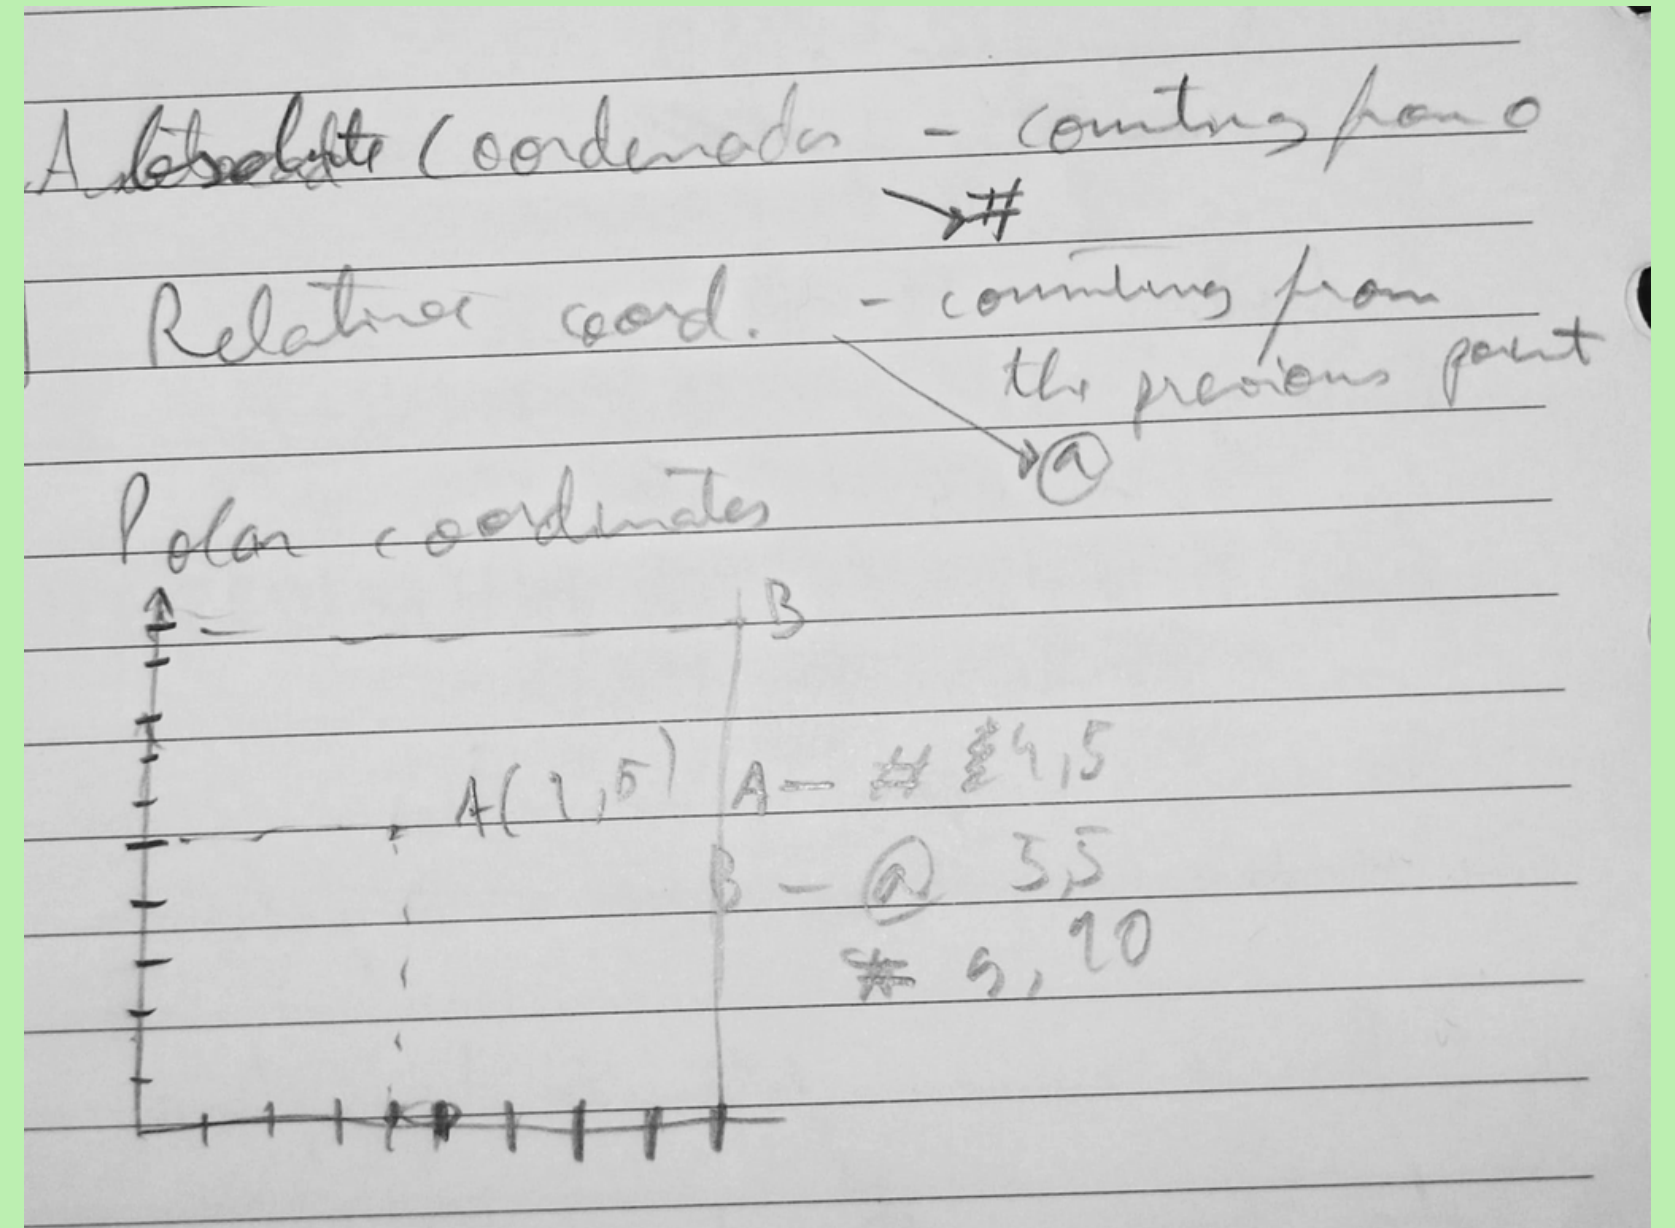 Absolute Coordenadas - counting from 0
#
Relative coord. - counting from
the previous point
@
Polar coordinates
B
A(1,5) A - # 4,5
B - @ 5,5
# 9, 10